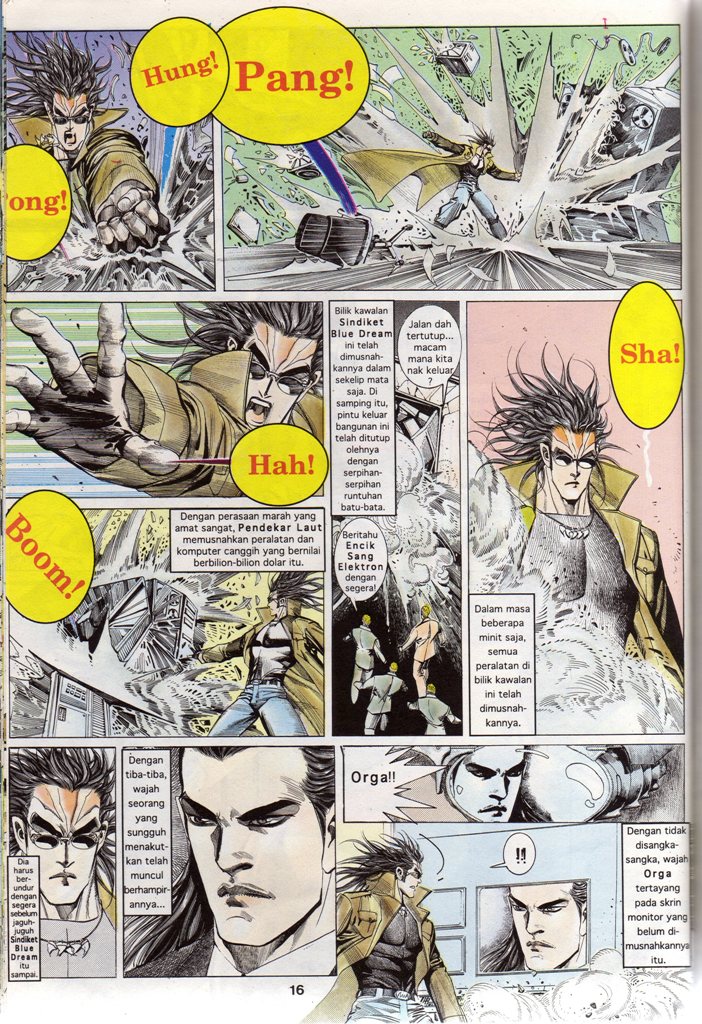 Hung!
Pang!
ong!
Hah!
Bilik kawalan
Sindiket
Blue Dream
ini telah
dimusnah-
kannya dalam
sekelip mata
saja. Di
samping itu,
pintu keluar
bangunan ini
telah ditutup
olehnya
dengan
serpihan-
serpihan
runtuhan
batu-bata.
Jalan dah
tertutup...
macam
mana kita
nak keluar
?
Sha!
Boom!
Dengan perasaan marah yang
amat sangat, Pendekar Laut
memusnahkan peralatan dan
komputer canggih yang bernilai
berbilion-bilion dolar itu.
Beritahu
Encik
Sang
Elektron
dengan
segera!
Dalam masa
beberapa
minit saja,
semua
peralatan di
bilik kawalan
ini telah
dimusnah-
kannya.
Dia
harus
ber-
undur
dengan
segera
sebelum
jaguh-
juguh
Sindiket
Blue
Dream
itu
sampai.
Dengan
tiba-tiba,
wajah
seorang
yang
sungguh
menakut-
kan telah
muncul
berhampir-
annya...
Orga!!
!!
Dengan tidak
disangka-
sangka, wajah
Orga
tertayang
pada skrin
monitor yang
belum di-
musnahkannya
itu.
16